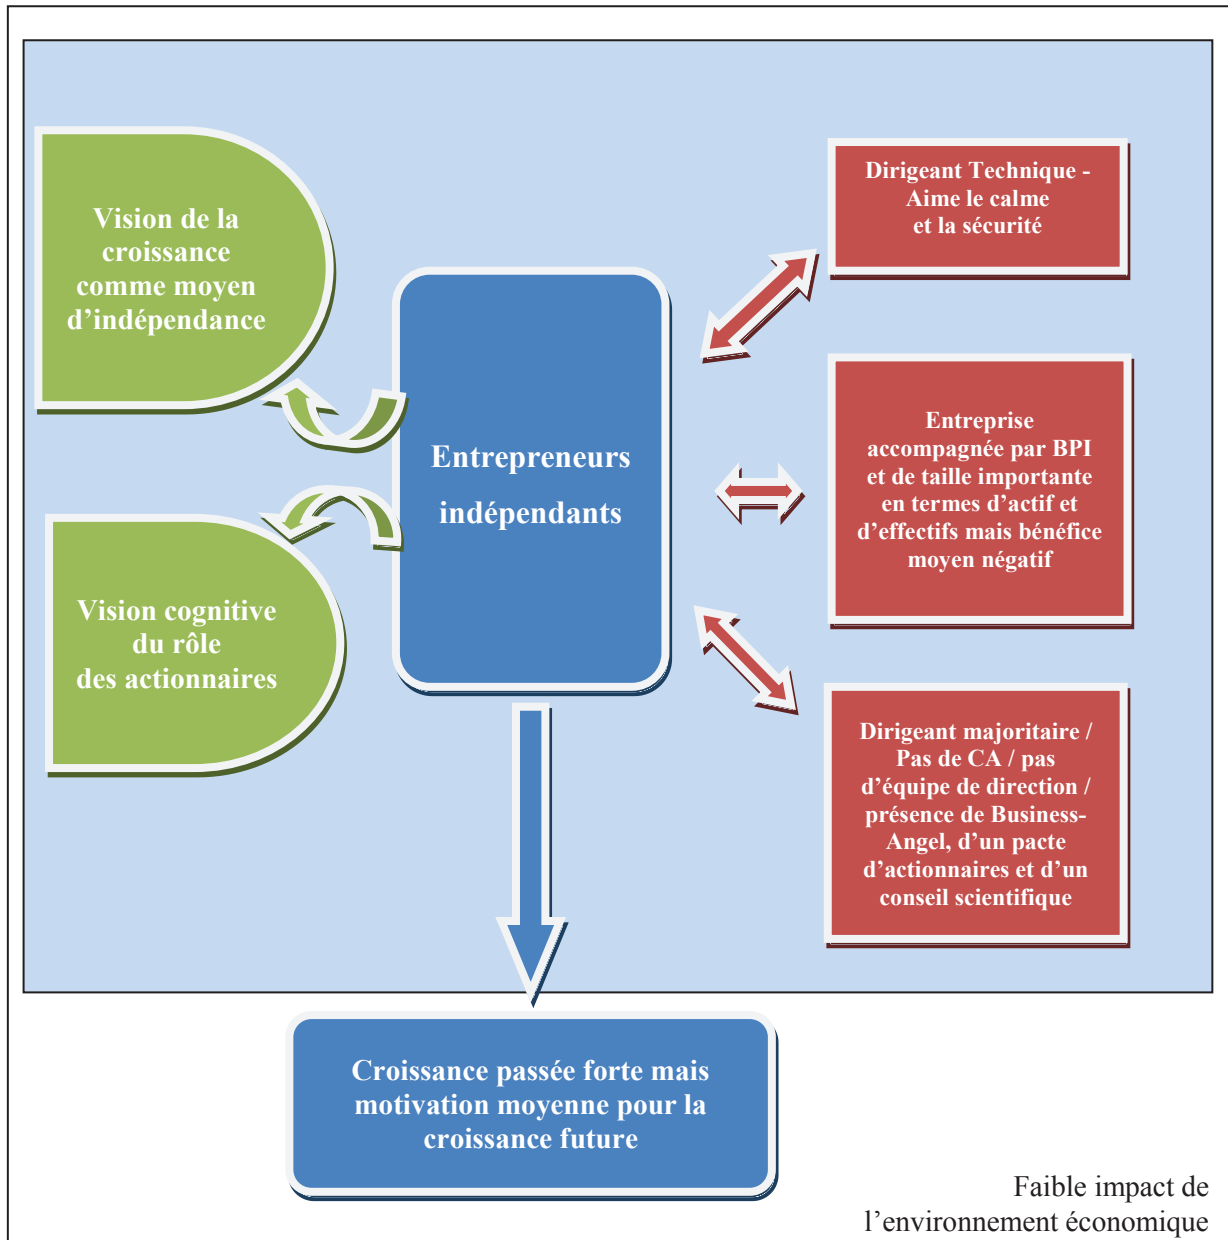 Vision de la
croissance
comme moyen
d’indépendance
Vision cognitive
du rôle
des actionnaires
Entrepreneurs
indépendants
Dirigeant Technique -
Aime le calme
et la sécurité
Entreprise
accompagnée par BPI
et de taille importante
en termes d’actif et
d’effectifs mais bénéfice
moyen négatif
Dirigeant majoritaire /
Pas de CA / pas
d’équipe de direction /
présence de Business-
Angel, d’un pacte
d’actionnaires et d’un
conseil scientifique
Croissance passée forte mais
motivation moyenne pour la
croissance future
Faible impact de
l’environnement économique